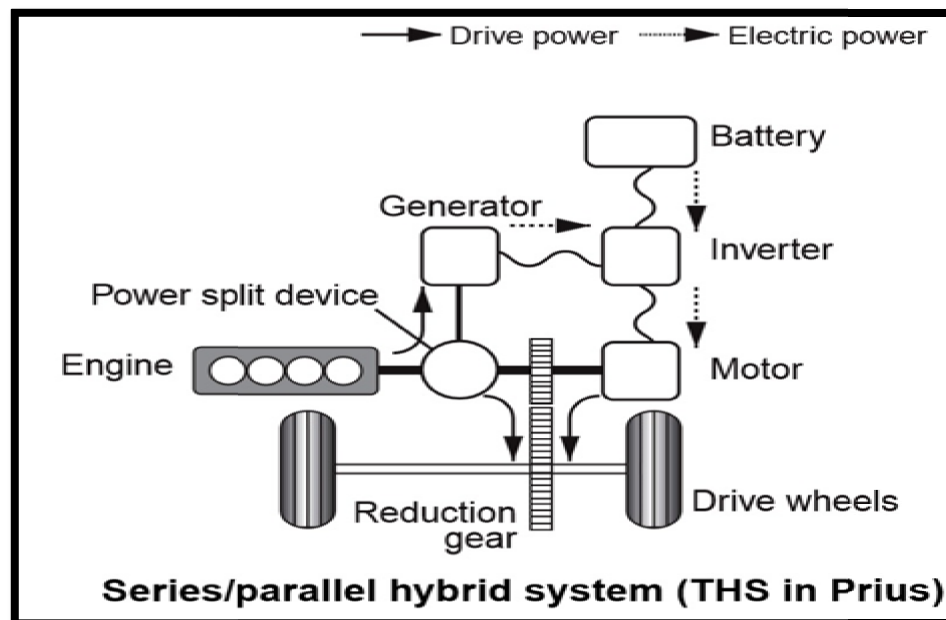 Drive power
Electric power
Battery
Generator
Inverter
Power split device
Engine
Motor
Drive wheels
Reduction
gear
Series/parallel hybrid system (THS in Prius)